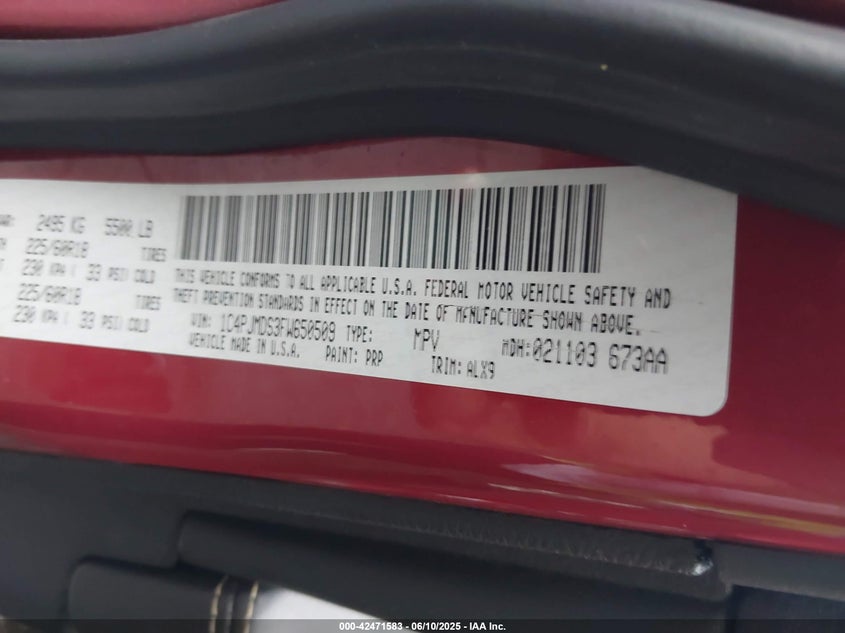 2495 KG 5500 LB
225/60R18 TIRES
230 KPA ( 33 PSI) COLD
225/60R18 TIRES
230 KPA ( 33 PSI) COLD
THIS VEHICLE CONFORMS TO ALL APPLICABLE U.S.A. FEDERAL MOTOR VEHICLE SAFETY AND
THEFT PREVENTION STANDARDS IN EFFECT ON THE DATE OF MANUFACTURE SHOWN ABOVE.
VIN: 1C4PJMDS3FW650509 TYPE: MPV MDH:021103 673AA
VEHICLE MADE IN U.S.A. PAINT: PRP TRIM: ALX9
000-42471583 - 06/10/2025 - IAA Inc.